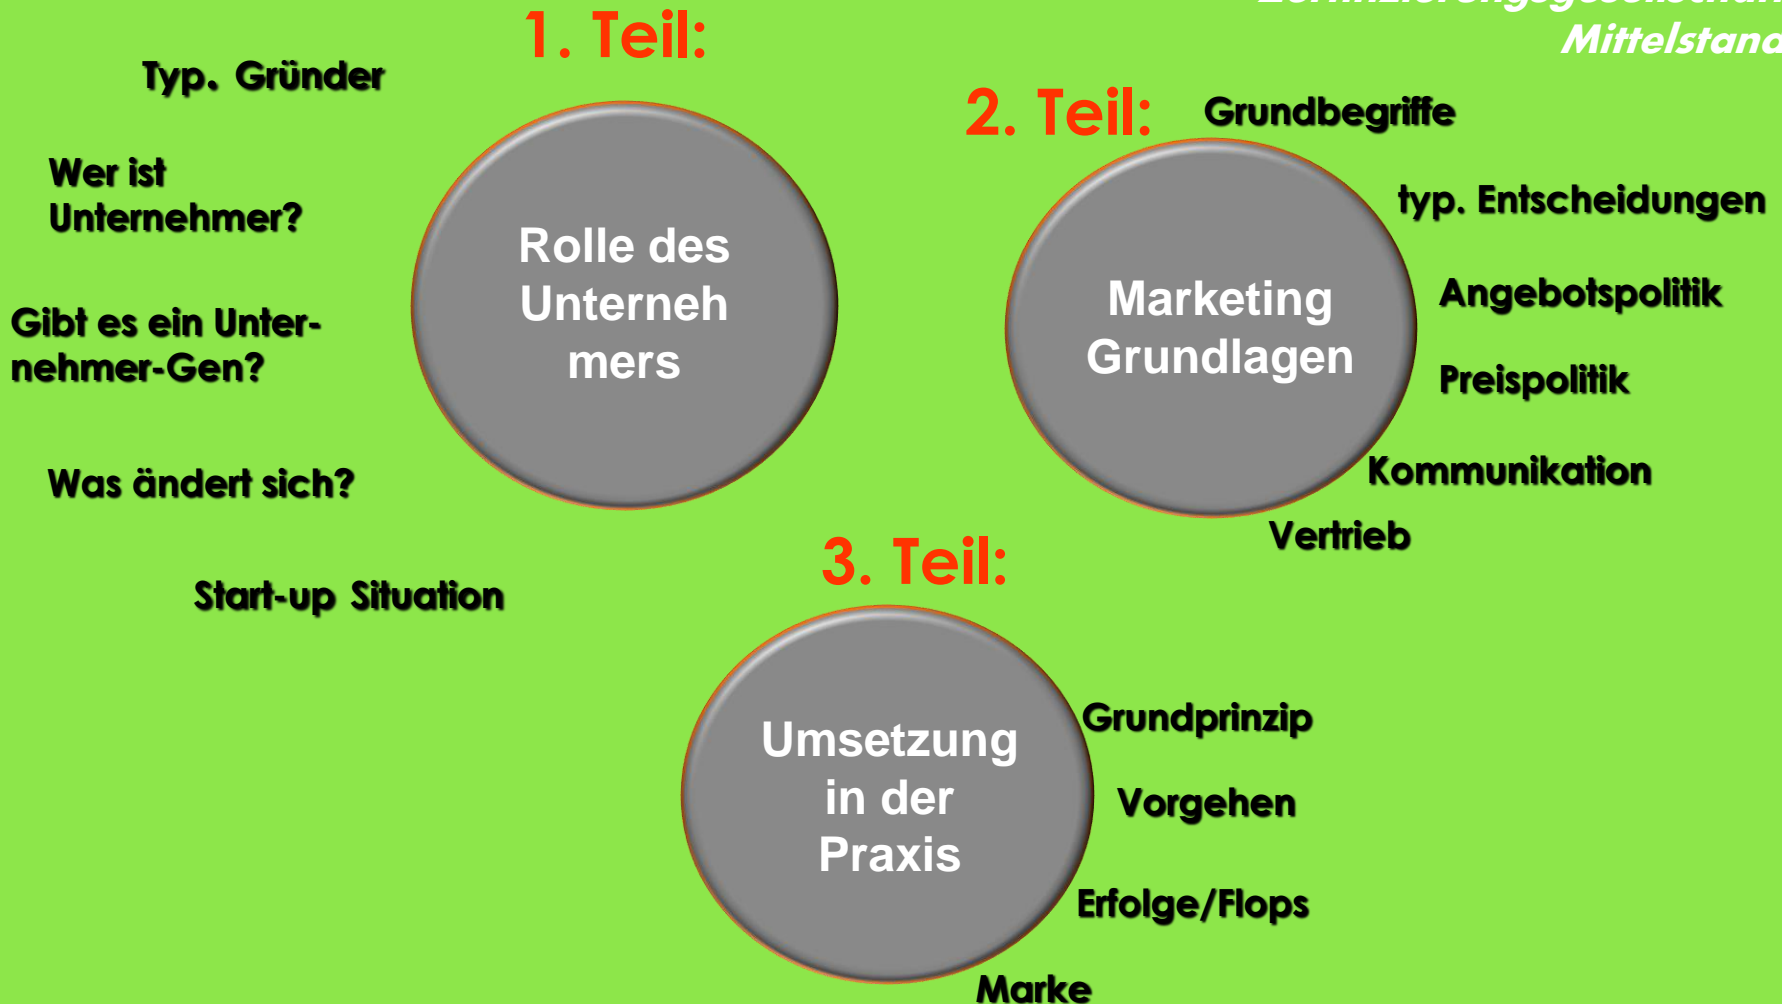 1. Teil:
Typ. Gründer
Wer ist
Unternehmer?
Gibt es ein Unter-
nehmer-Gen?
Was ändert sich?
Start-up Situation
Rolle des
Unterneh
mers
Mittelstand
2. Teil:
Grundbegriffe
typ. Entscheidungen
Angebotspolitik
Preispolitik
Kommunikation
Vertrieb
Marketing
Grundlagen
3. Teil:
Umsetzung
in der
Praxis
Grundprinzip
Vorgehen
Erfolge/Flops
Marke